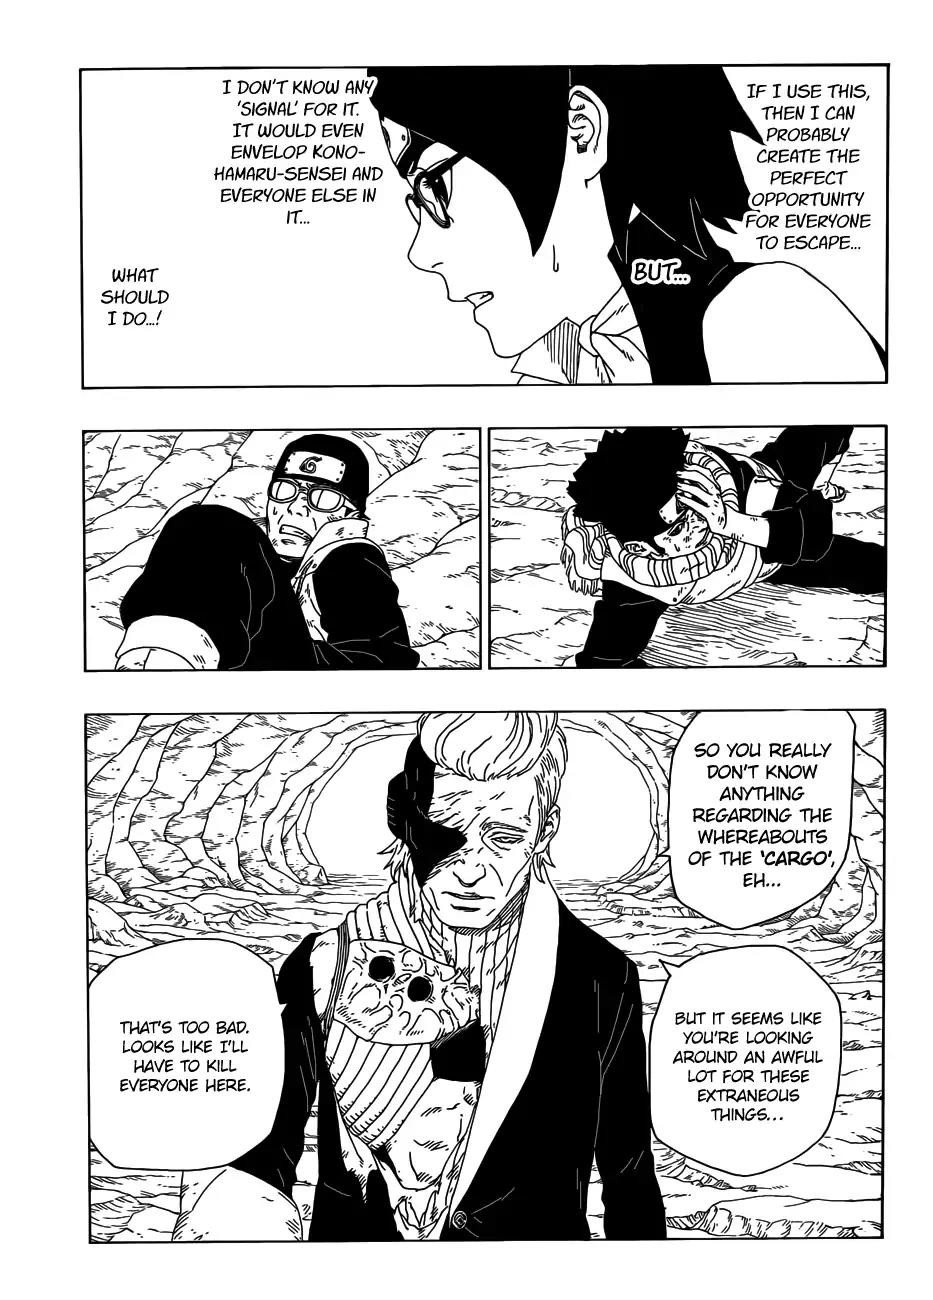 IF I USE THIS,
THEN I CAN
PROBABLY
CREATE THE
PERFECT
OPPORTUNITY
FOR EVERYONE
TO ESCAPE...
BUT...
I DON'T KNOW ANY
'SIGNAL' FOR IT.
IT WOULD EVEN
ENVELOP KONO-
HAMARU-SENSEI AND
EVERYONE ELSE IN
IT...
WHAT
SHOULD
I DO...!
SO YOU REALLY
DON'T KNOW
ANYTHING
REGARDING THE
WHEREABOUTS
OF THE 'CARGO',
EH...
BUT IT SEEMS LIKE
YOU'RE LOOKING
AROUND AN AWFUL
LOT FOR THESE
EXTRANEOUS
THINGS...
THAT'S TOO BAD.
LOOKS LIKE I'LL
HAVE TO KILL
EVERYONE HERE.